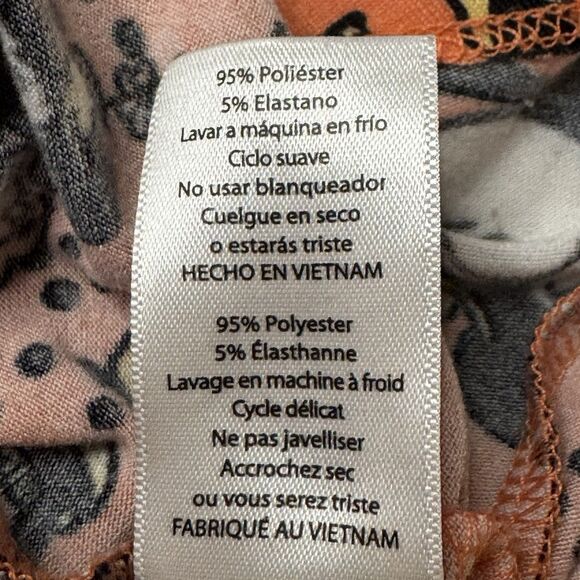 95% Poliéster
5% Elastano
Lavar a máquina en frío
Ciclo suave
No usar blanqueador
Cuelgue en seco
o estarás triste
HECHO EN VIETNAM
95% Polyester
5% Élasthanne
Lavage en machine à froid
Cycle délicat
Ne pas javelliser
Accrochez sec
ou vous serez triste
FABRIQUÉ AU VIETNAM